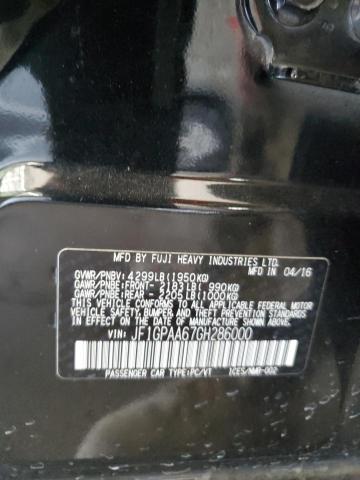 MFD. BY FUJI HEAVY INDUSTRIES LTD.
MFD. IN 04/16
GVWR/PNBV: 4299LB(1950KG)
GAWR/PNBE:FRONT- 2183LB( 990KG)
GAWR/PNBE:REAR - 2205LB(1000KG)
THIS VEHICLE CONFORMS TO ALL APPLICABLE FEDERAL MOTOR
VEHICLE SAFETY, BUMPER, AND THEFT PREVENTION STANDARDS
IN EFFECT ON THE DATE OF MANUFACTURE SHOWN ABOVE.
VIN: JF1GPAA67GH286000
PASSENGER CAR TYPE:PC/VT 1CES/NMB-002